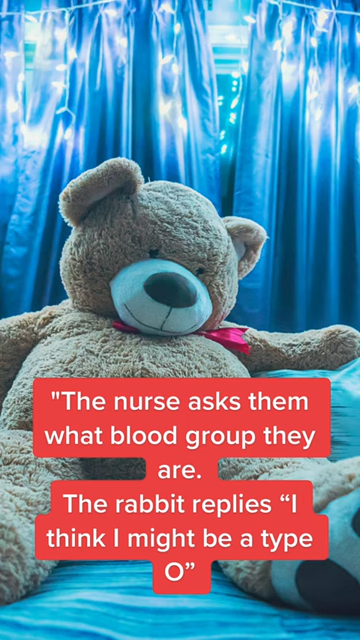 "The nurse asks them
what blood group they
are.
The rabbit replies “I
think I might be a type
O”